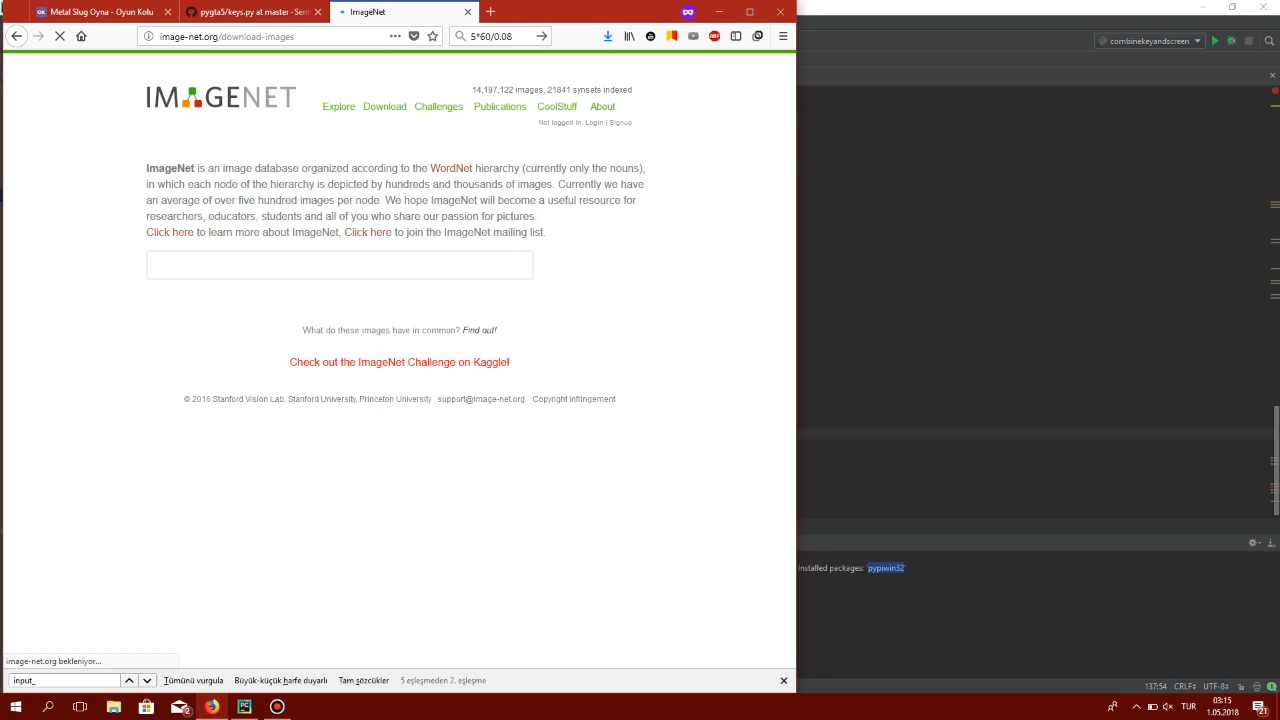 Metal Slug Oyna - Oyun Kolu
pygta5/keys.py at master · Sent
ImageNet
image-net.org/download-images
5*60/0.08
combinekeyandscreen
IMAGENET
14,197,122 images, 21841 synsets indexed
Explore Download Challenges Publications CoolStuff About
Not logged in. Login | Signup
ImageNet is an image database organized according to the WordNet hierarchy (currently only the nouns),
in which each node of the hierarchy is depicted by hundreds and thousands of images. Currently we have
an average of over five hundred images per node. We hope ImageNet will become a useful resource for
researchers, educators, students and all of you who share our passion for pictures.
Click here to learn more about ImageNet, Click here to join the ImageNet mailing list.
What do these images have in common? Find out!
Check out the ImageNet Challenge on Kaggle!
© 2016 Stanford Vision Lab, Stanford University, Princeton University support@image-net.org Copyright infringement
Installed packages: 'pypiwin32'
image-net.org bekleniyor...
input_
Tümünü vurgula Büyük-küçük harfe duyarlı Tam sözcükler 5 eşleşmeden 2. eşleşme
137:54 CRLF÷ UTF-8÷
TUR
03:15
1.05.2018
2
21